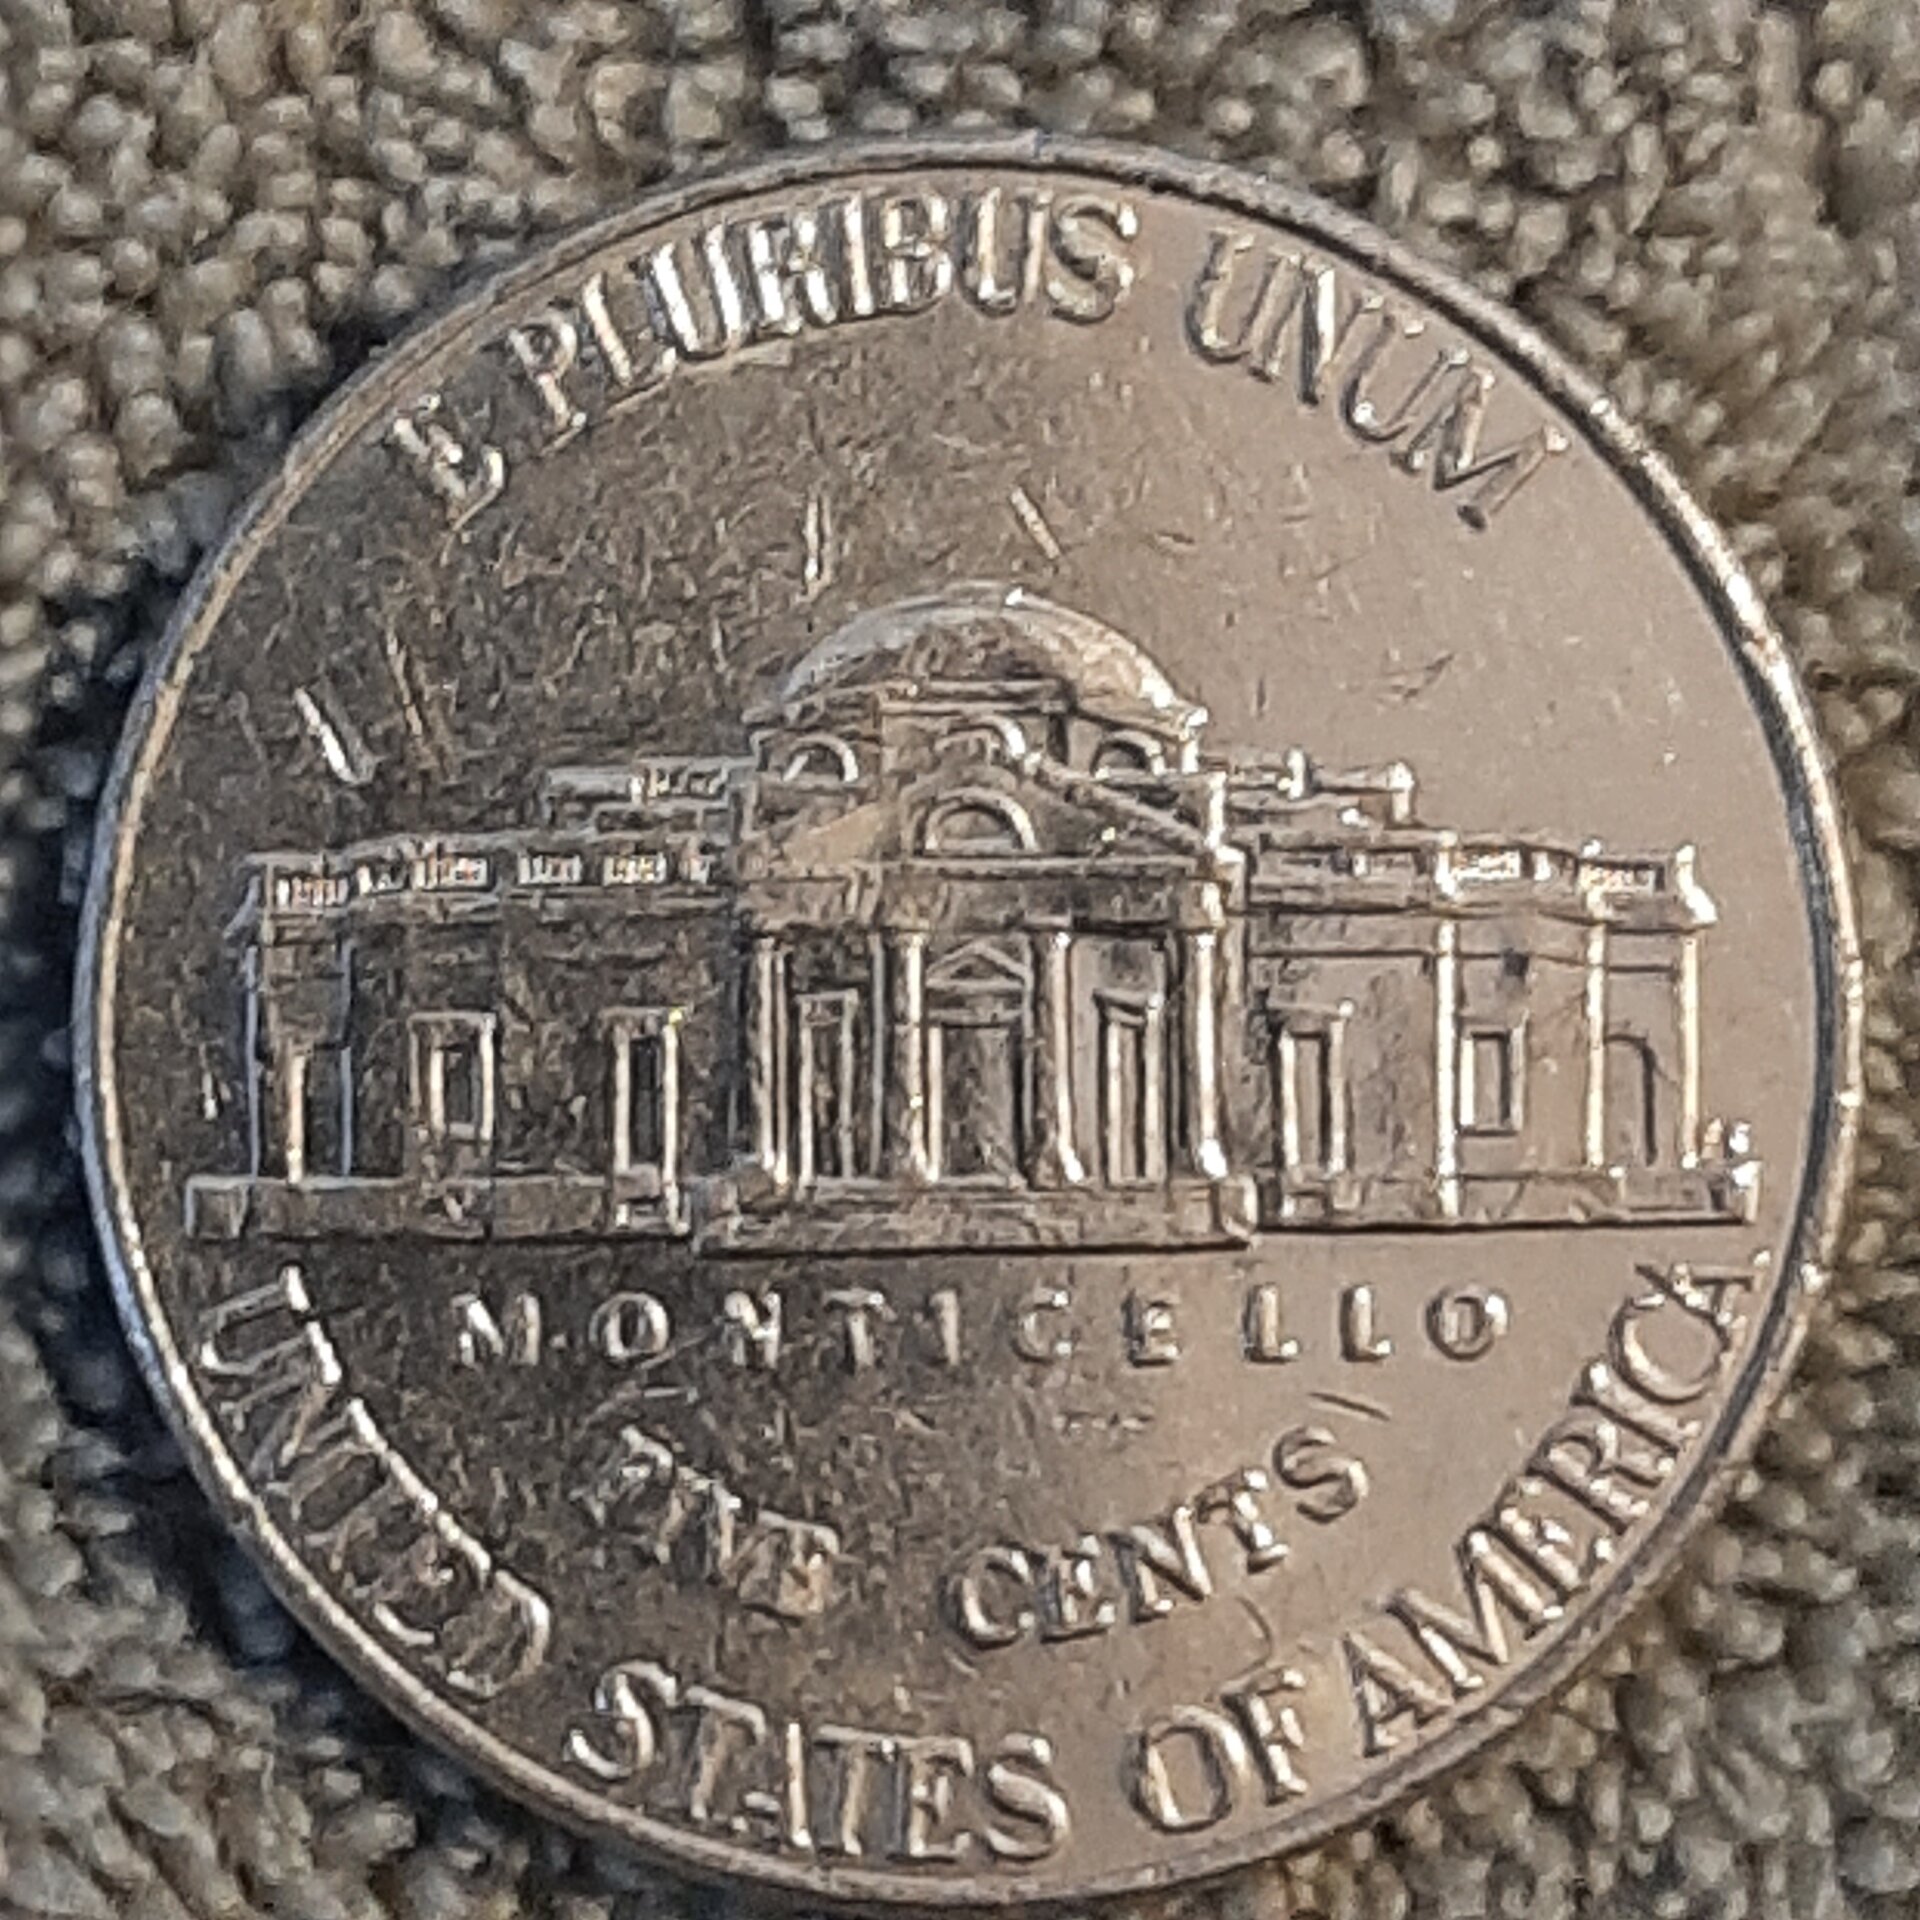 E PLURIBUS UNUM
MONTICELLO
FIVE CENTS
UNITED STATES OF AMERICA